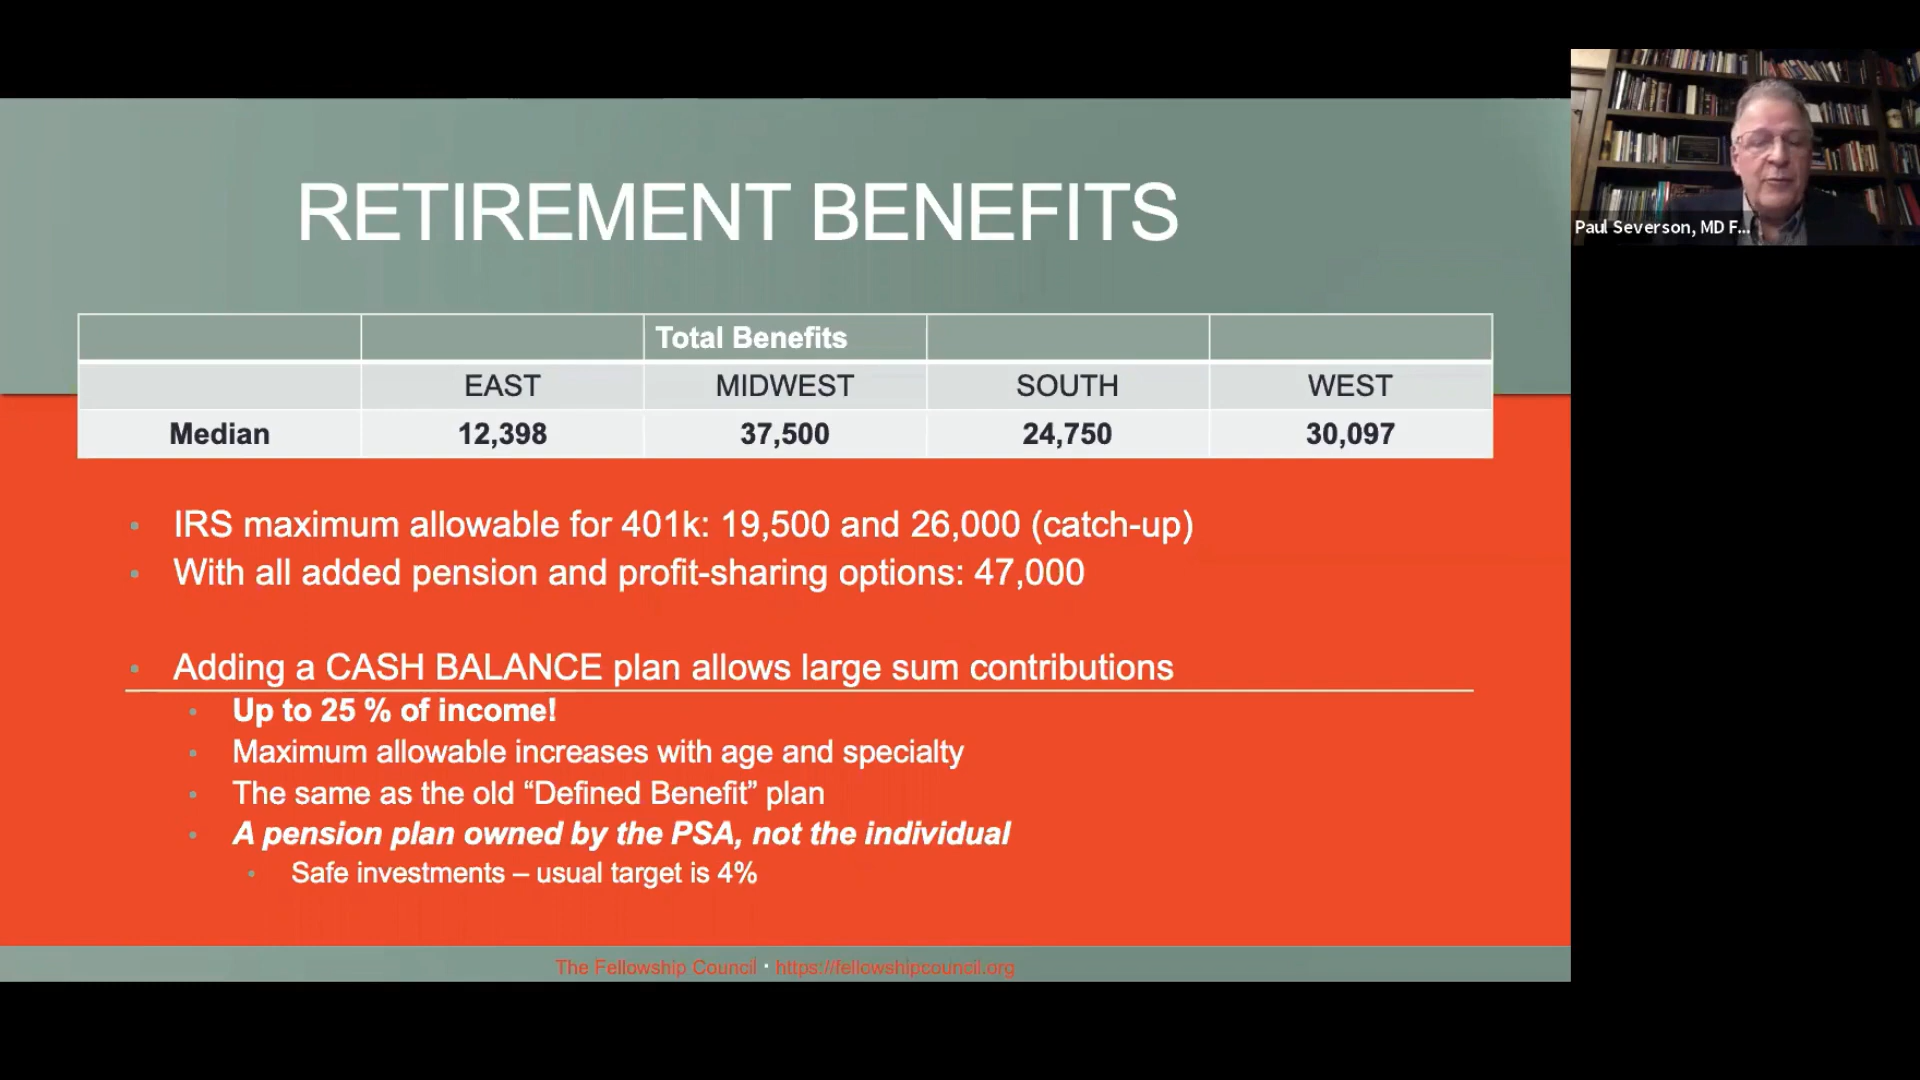 RETIREMENT BENEFITS
Total Benefits
EAST MIDWEST SOUTH WEST
Median 12,398 37,500 24,750 30,097
• IRS maximum allowable for 401k: 19,500 and 26,000 (catch-up)
• With all added pension and profit-sharing options: 47,000
• Adding a CASH BALANCE plan allows large sum contributions
• Up to 25 % of income!
• Maximum allowable increases with age and specialty
• The same as the old “Defined Benefit” plan
• A pension plan owned by the PSA, not the individual
• Safe investments – usual target is 4%
The Fellowship Council · https://fellowshipcouncil.org
Paul Severson, MD F...